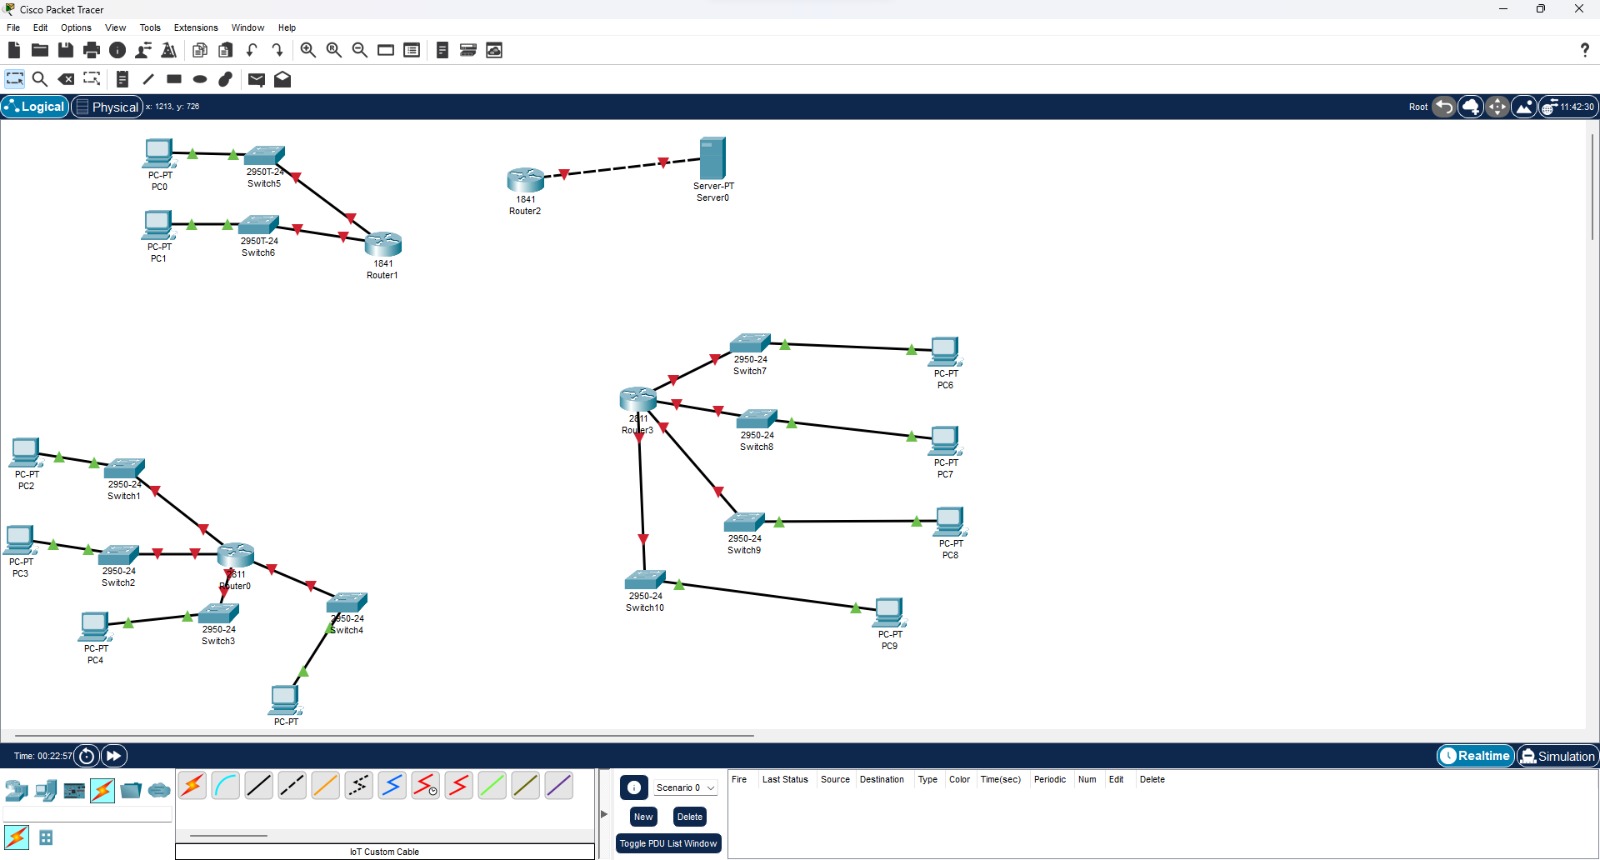 Cisco Packet Tracer
File Edit Options View Tools Extensions Window Help
?
Logical Physical x: 1213, y: 726 Root 11:42:30
PC-PT
PC0
2950T-24
Switch5
PC-PT
PC1
2950T-24
Switch6
1841
Router1
1841
Router2
Server-PT
Server0
2950-24
Switch7
PC-PT
PC6
2811
Router3
2950-24
Switch8
PC-PT
PC7
2950-24
Switch9
PC-PT
PC8
2950-24
Switch10
PC-PT
PC9
PC-PT
PC2
2950-24
Switch1
PC-PT
PC3
2950-24
Switch2
2811
Router0
2950-24
Switch3
2950-24
Switch4
PC-PT
PC4
PC-PT
Time: 00:22:57 Realtime Simulation
Scenario 0
New Delete
Toggle PDU List Window
Fire Last Status Source Destination Type Color Time(sec) Periodic Num Edit Delete
IoT Custom Cable